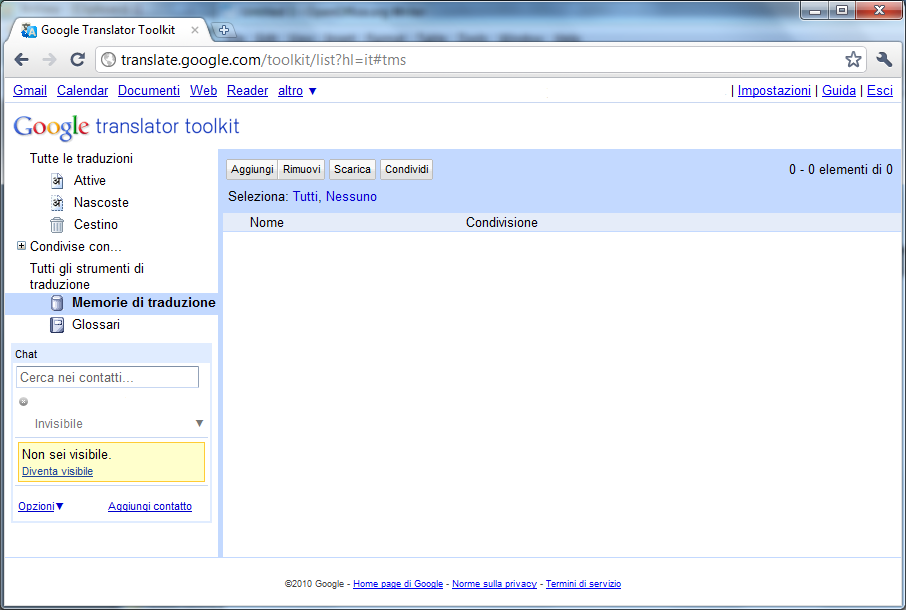 Google Translator Toolkit
translate.google.com/toolkit/list?hl=it#tms
Gmail Calendar Documenti Web Reader altro ▼ | Impostazioni | Guida | Esci
Google translator toolkit
Tutte le traduzioni
Attive
Nascoste
Cestino
Condivise con...
Tutti gli strumenti di
traduzione
Memorie di traduzione
Glossari
Chat
Cerca nei contatti...
Invisibile
Non sei visibile.
Diventa visibile
Opzioni▼ Aggiungi contatto
Aggiungi Rimuovi Scarica Condividi 0 - 0 elementi di 0
Seleziona: Tutti, Nessuno
Nome Condivisione
©2010 Google - Home page di Google - Norme sulla privacy - Termini di servizio